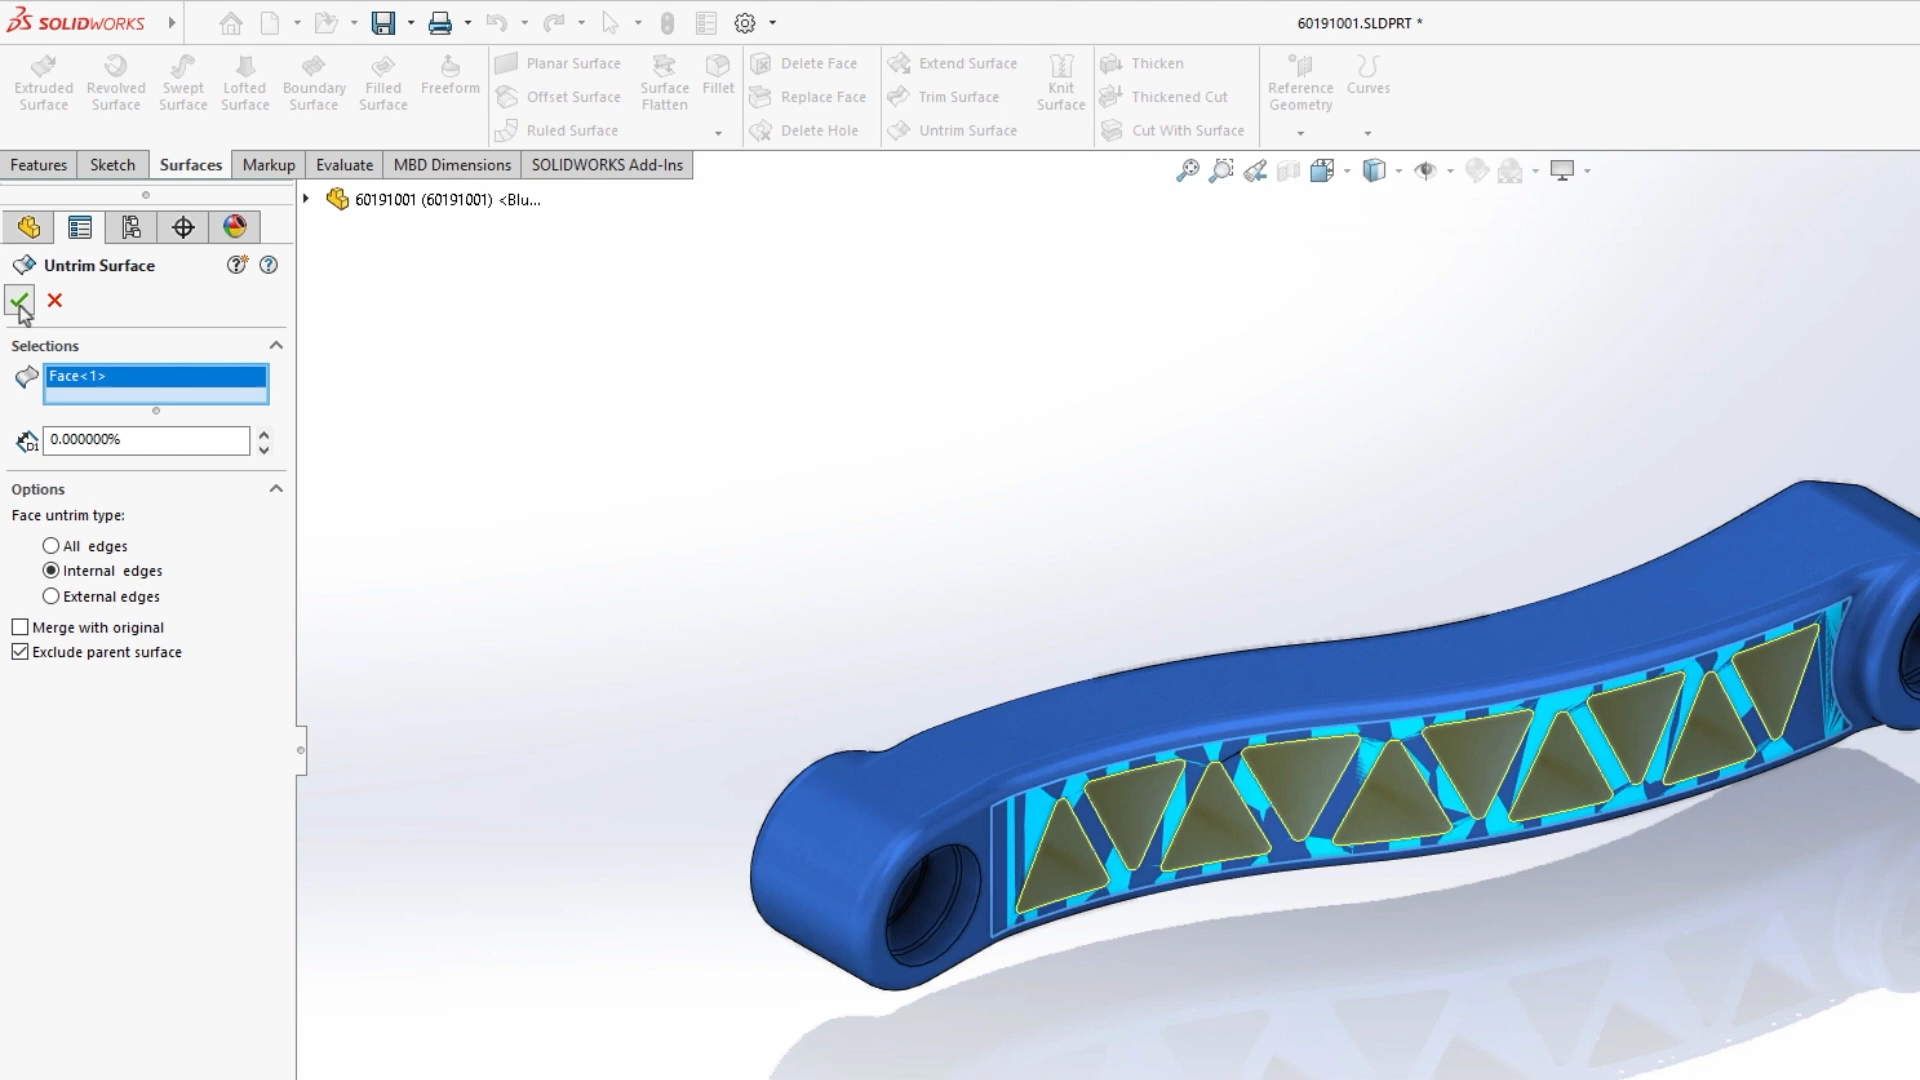 SOLIDWORKS
60191001.SLDPRT *
Extruded Surface
Revolved Surface
Swept Surface
Lofted Surface
Boundary Surface
Filled Surface
Freeform
Planar Surface
Offset Surface
Ruled Surface
Surface Flatten
Fillet
Delete Face
Replace Face
Delete Hole
Extend Surface
Trim Surface
Untrim Surface
Knit Surface
Thicken
Thickened Cut
Cut With Surface
Reference Geometry
Curves
Features
Sketch
Surfaces
Markup
Evaluate
MBD Dimensions
SOLIDWORKS Add-Ins
60191001 (60191001) <Blu...
Untrim Surface
Selections
Face<1>
D1
0.000000%
Options
Face untrim type:
All edges
Internal edges
External edges
Merge with original
Exclude parent surface